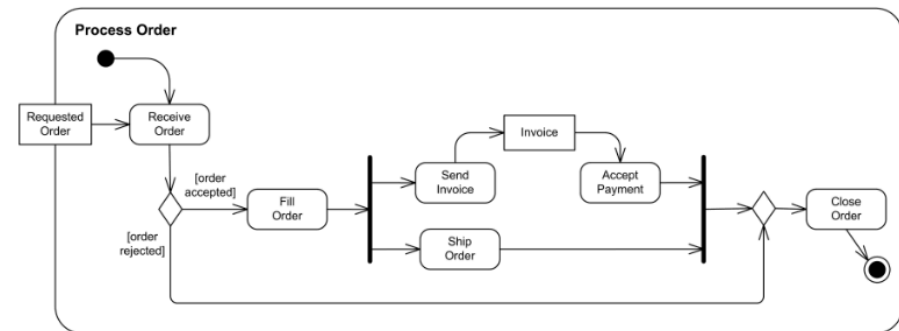 Process Order
Requested
Order
Receive
Order
[order
accepted]
[order
rejected]
Fill
Order
Send
Invoice
Invoice
Accept
Payment
Ship
Order
Close
Order